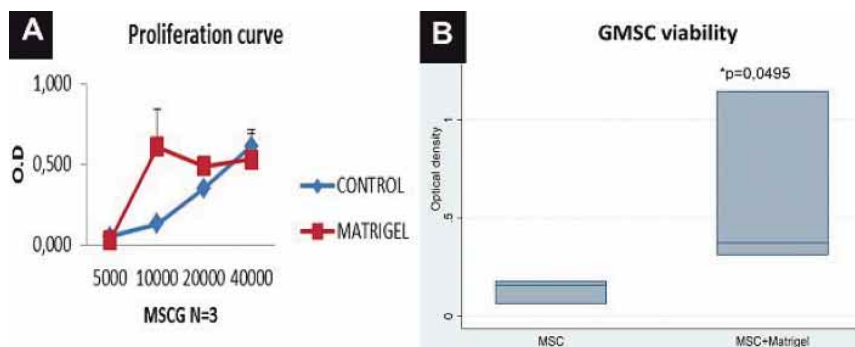 A
Proliferation curve
1,000
0,500
0,000
O.D
5000 10000 20000 40000
MSCG N=3
CONTROL
MATRIGEL
B
GMSC viability
*p=0,0495
Optical density
1
.5
0
MSC
MSC+Matrigel